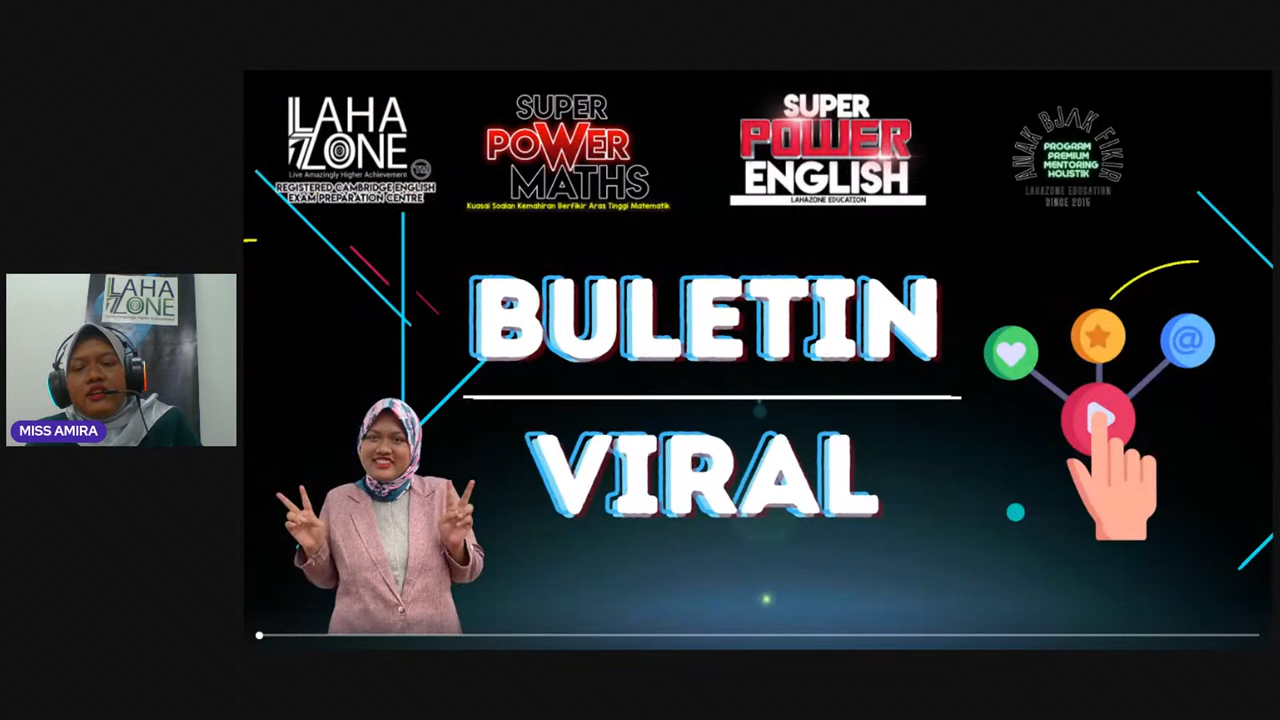 LAHA
ZONE
TM
Live Amazingly Higher Achievement
REGISTERED CAMBRIDGE ENGLISH
EXAM PREPARATION CENTRE
SUPER
POWER
MATHS
Kuasai Soalan Kemahiran BerFikir Aras Tinggi Matematik
SUPER
POWER
ENGLISH
LAHAZONE EDUCATION
ANAK BJAK FIKIR
PROGRAM
PREMIUM
MENTORING
HOLISTIK
LAHAZONE EDUCATION
SINCE 2015
BULETIN
VIRAL
@
LAHA
ZONE
MISS AMIRA